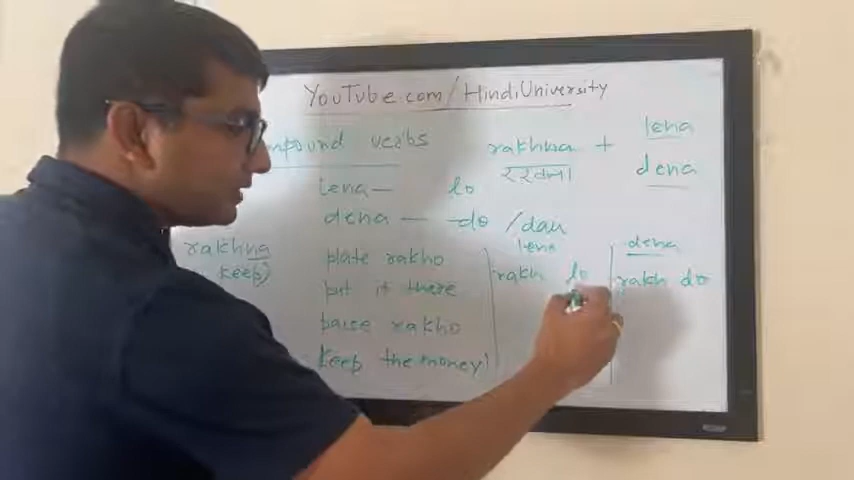 YouTube.com/HindiUniversity
mpound verbs
rakhna + lena
रखना dena
lena — lo
dena — do /dau
rakhna
keep)
plate rakho
put it there
paise rakho
keep the money!
lena
rakh lo
dena
rakh do